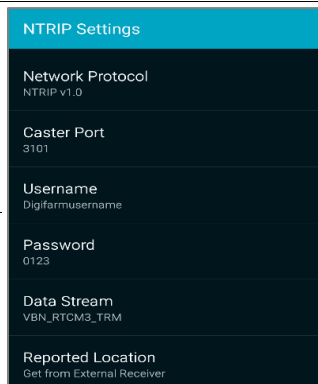 NTRIP Settings
Network Protocol
NTRIP v1.0
Caster Port
3101
Username
Digifarmusername
Password
0123
Data Stream
VBN_RTCM3_TRM
Reported Location
Get from External Receiver